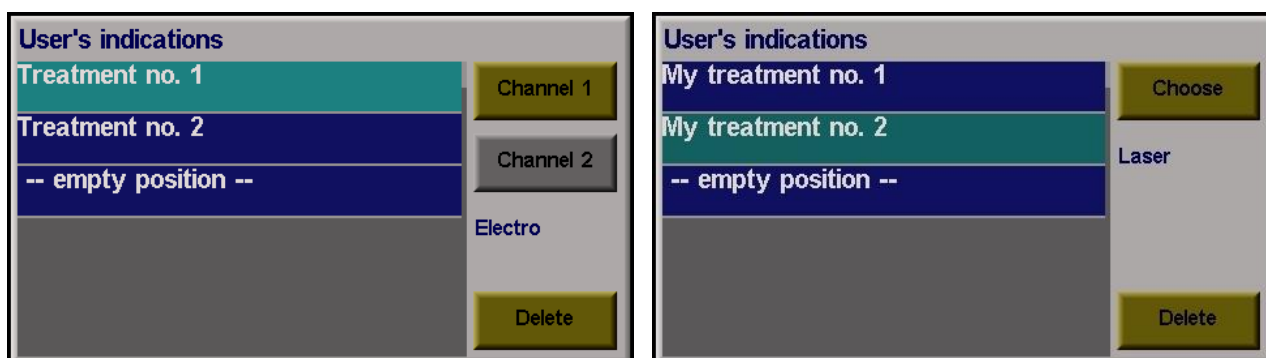 User's indications
Treatment no. 1
Channel 1
Treatment no. 2
Channel 2
-- empty position --
Electro
Delete
User's indications
My treatment no. 1
Choose
My treatment no. 2
Laser
-- empty position --
Delete